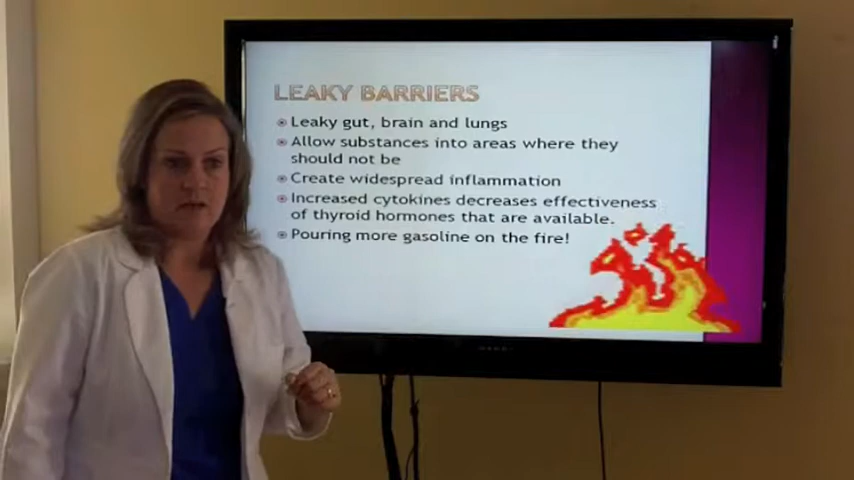 LEAKY BARRIERS
Leaky gut, brain and lungs
Allow substances into areas where they
should not be
Create widespread inflammation
Increased cytokines decreases effectiveness
of thyroid hormones that are available.
Pouring more gasoline on the fire!